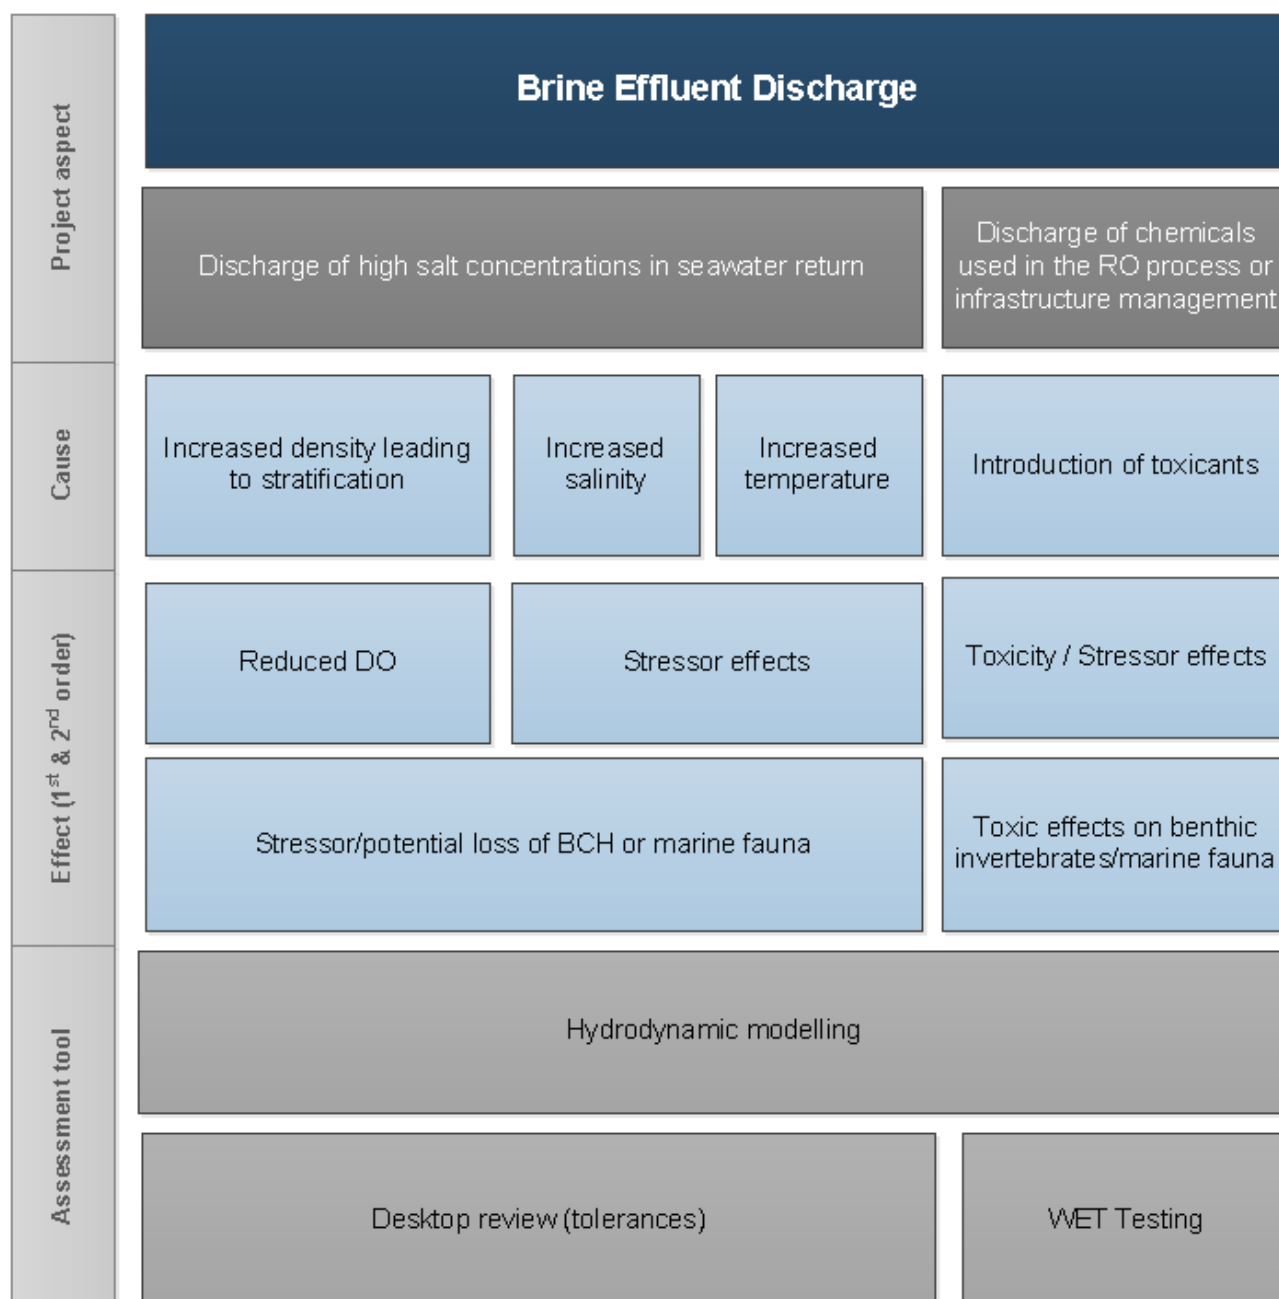 Project aspect
Brine Effluent Discharge
Discharge of high salt concentrations in seawater return
Discharge of chemicals
used in the RO process or
infrastructure management
Cause
Increased density leading
to stratification
Increased
salinity
Increased
temperature
Introduction of toxicants
Effect (1st & 2nd order)
Reduced DO
Stressor effects
Toxicity / Stressor effects
Stressor/potential loss of BCH or marine fauna
Toxic effects on benthic
invertebrates/marine fauna
Assessment tool
Hydrodynamic modelling
Desktop review (tolerances)
WET Testing